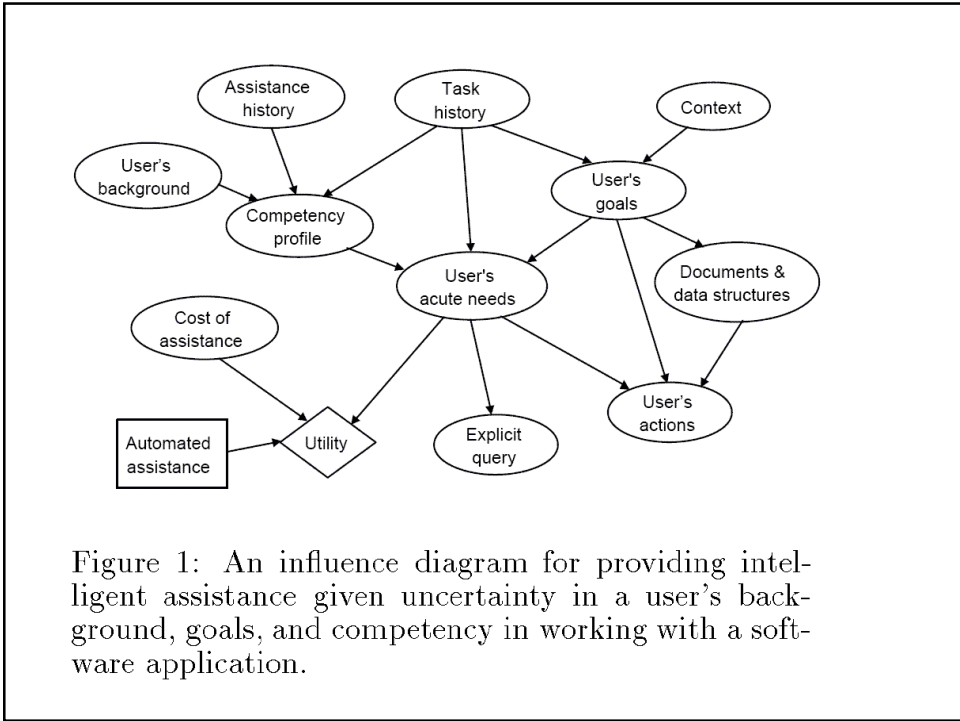 Assistance
history
Task
history
Context
User's
background
Competency
profile
User's
goals
User's
acute needs
Documents &
data structures
Cost of
assistance
Automated
assistance
Utility
Explicit
query
User's
actions
Figure 1: An influence diagram for providing intel-
ligent assistance given uncertainty in a user's back-
ground, goals, and competency in working with a soft-
ware application.